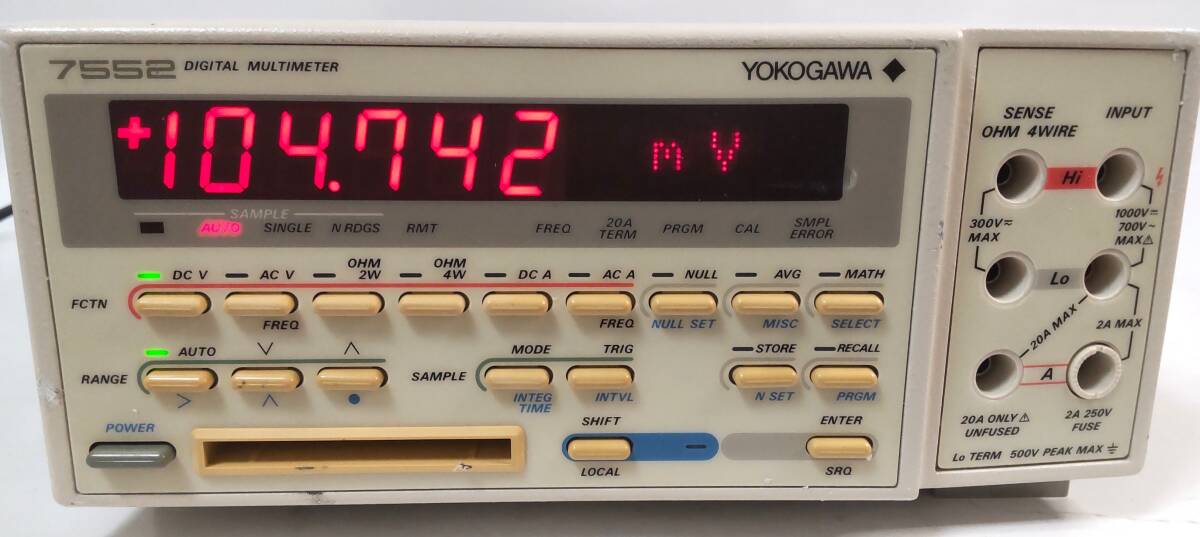 7552 DIGITAL MULTIMETER YOKOGAWA
+104.742 mV
SAMPLE
AUTO SINGLE N RDGS RMT FREQ 20A TERM PRGM CAL SMPL ERROR
DC V AC V OHM 2W OHM 4W DC A AC A NULL AVG MATH
FCTN
FREQ FREQ NULL SET MISC SELECT
AUTO ∨ ∧ MODE TRIG STORE RECALL
RANGE SAMPLE
> ∧ ● INTEG TIME INTVL N SET PRGM
POWER SHIFT ENTER
LOCAL SRQ
SENSE INPUT
OHM 4WIRE
Hi
300V≂ MAX
1000V⎓
700V~
MAX⚠
Lo
20A MAX
2A MAX
A
20A ONLY⚠
UNFUSED
2A 250V
FUSE
Lo TERM 500V PEAK MAX ⏚